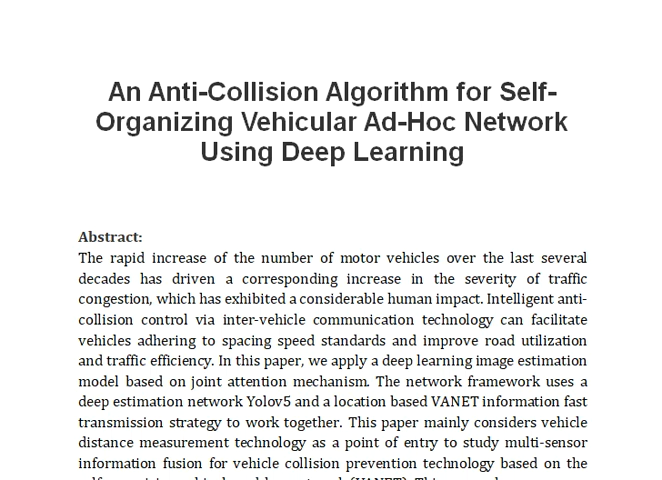 An Anti-Collision Algorithm for Self-
Organizing Vehicular Ad-Hoc Network
Using Deep Learning
Abstract:
The rapid increase of the number of motor vehicles over the last several
decades has driven a corresponding increase in the severity of traffic
congestion, which has exhibited a considerable human impact. Intelligent anti-
collision control via inter-vehicle communication technology can facilitate
vehicles adhering to spacing speed standards and improve road utilization
and traffic efficiency. In this paper, we apply a deep learning image estimation
model based on joint attention mechanism. The network framework uses a
deep estimation network Yolov5 and a location based VANET information fast
transmission strategy to work together. This paper mainly considers vehicle
distance measurement technology as a point of entry to study multi-sensor
information fusion for vehicle collision prevention technology based on the